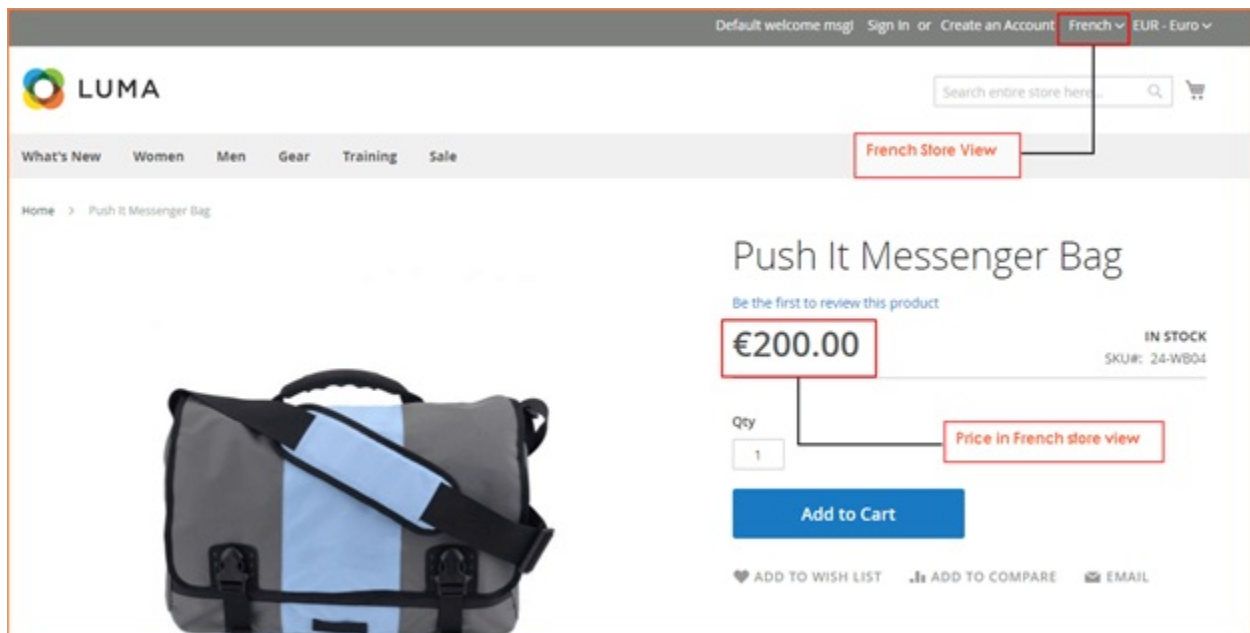 Default welcome msg! Sign In or Create an Account French EUR - Euro
LUMA
Search entire store here...
What's New Women Men Gear Training Sale
French Store View
Home > Push It Messenger Bag
Push It Messenger Bag
Be the first to review this product
€200.00
IN STOCK
SKU#: 24-WB04
Qty
Price in French store view
1
Add to Cart
ADD TO WISH LIST ADD TO COMPARE EMAIL